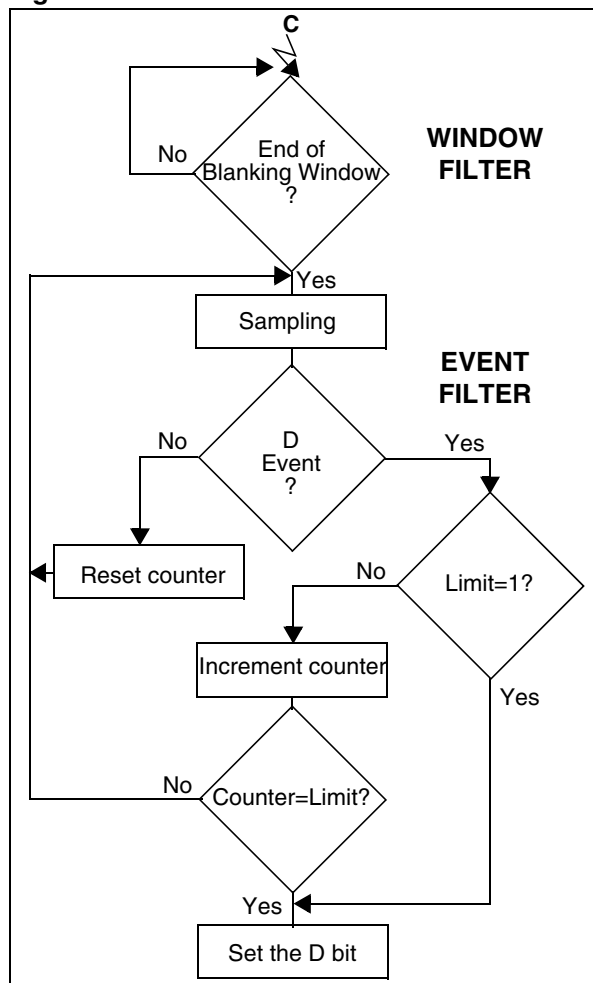 C
End of
Blanking Window
?
No
WINDOW
FILTER
Yes
Sampling
EVENT
FILTER
No
D
Event
?
Yes
Reset counter
No
Limit=1?
Increment counter
Yes
No
Counter=Limit?
Yes
Set the D bit